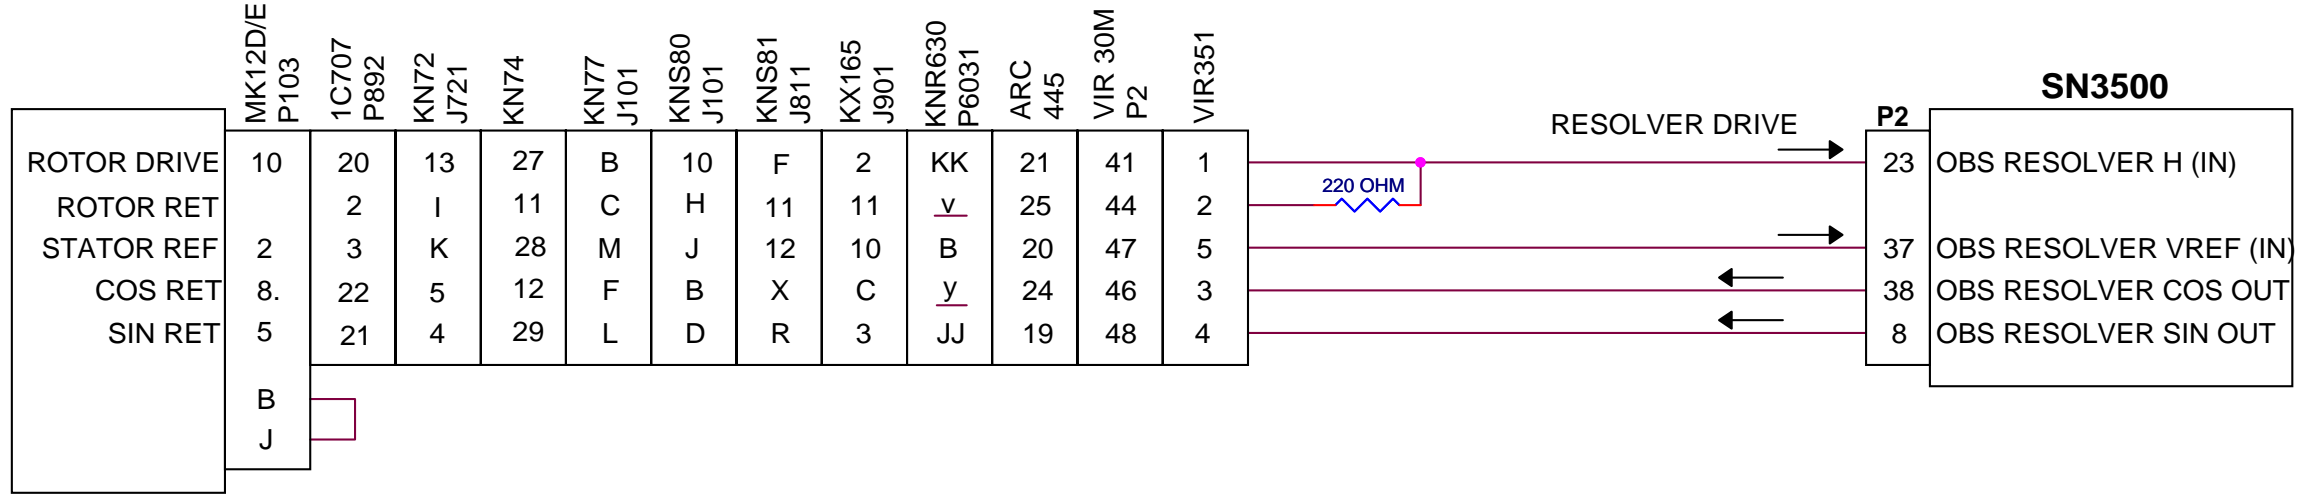 MK12D/E P103
1C707 P892
KN72 J721
KN74
KN77 J101
KNS80 J101
KNS81 J811
KX165 J901
KNR630 P6031
ARC 445
VIR 30M P2
VIR351
SN3500
P2
RESOLVER DRIVE
ROTOR DRIVE 10 20 13 27 B 10 F 2 KK 21 41 1 23 OBS RESOLVER H (IN)
220 OHM
ROTOR RET 2 I 11 C H 11 11 v 25 44 2
STATOR REF 2 3 K 28 M J 12 10 B 20 47 5 37 OBS RESOLVER VREF (IN)
COS RET 8. 22 5 12 F B X C y 24 46 3 38 OBS RESOLVER COS OUT
SIN RET 5 21 4 29 L D R 3 JJ 19 48 4 8 OBS RESOLVER SIN OUT
B
J